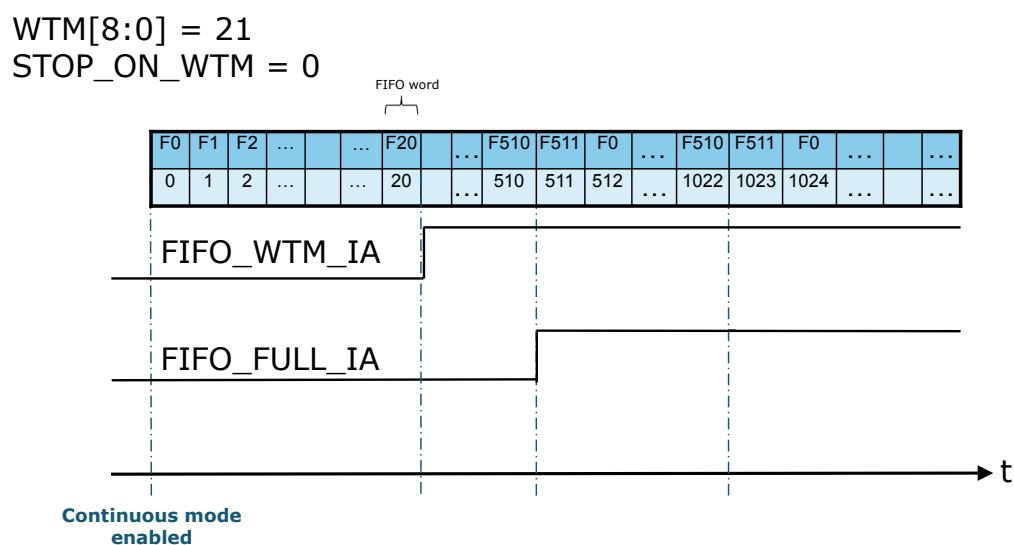 WTM[8:0] = 21
STOP_ON_WTM = 0
FIFO word
F0 F1 F2 ... ... F20 ... F510 F511 F0 ... F510 F511 F0 ... ...
0 1 2 ... ... 20 ... 510 511 512 ... 1022 1023 1024 ... ...
FIFO_WTM_IA
FIFO_FULL_IA
t
Continuous mode
enabled